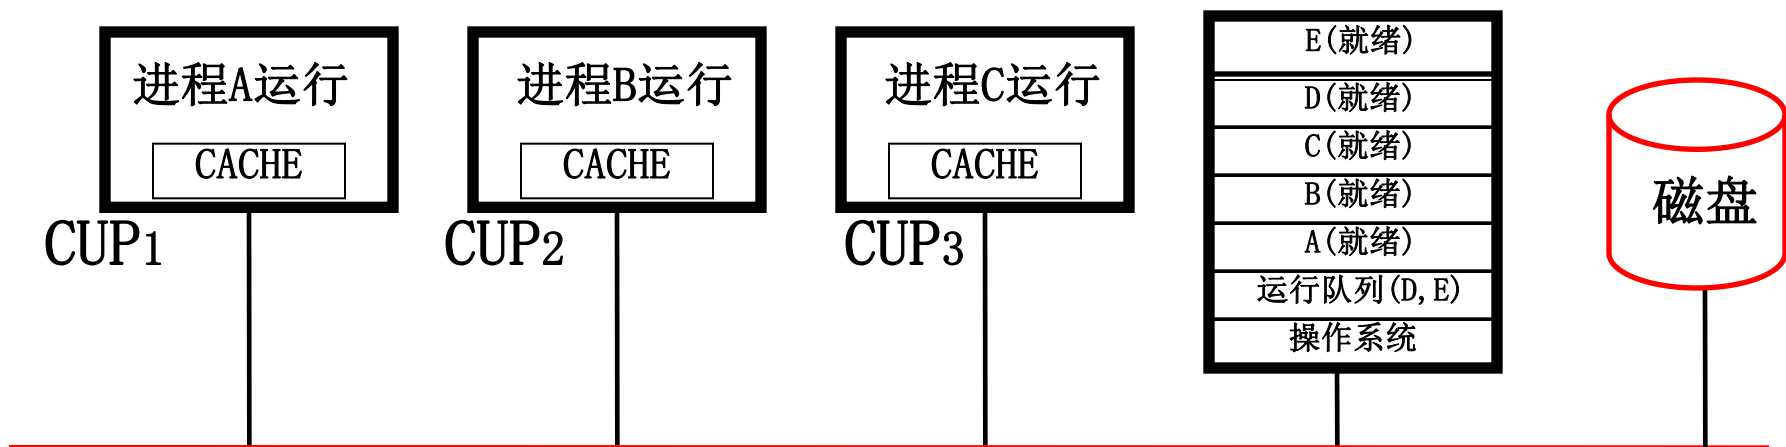 进程A运行
CACHE
CUP1
进程B运行
CACHE
CUP2
进程C运行
CACHE
CUP3
E(就绪)
D(就绪)
C(就绪)
B(就绪)
A(就绪)
运行队列(D,E)
操作系统
磁盘